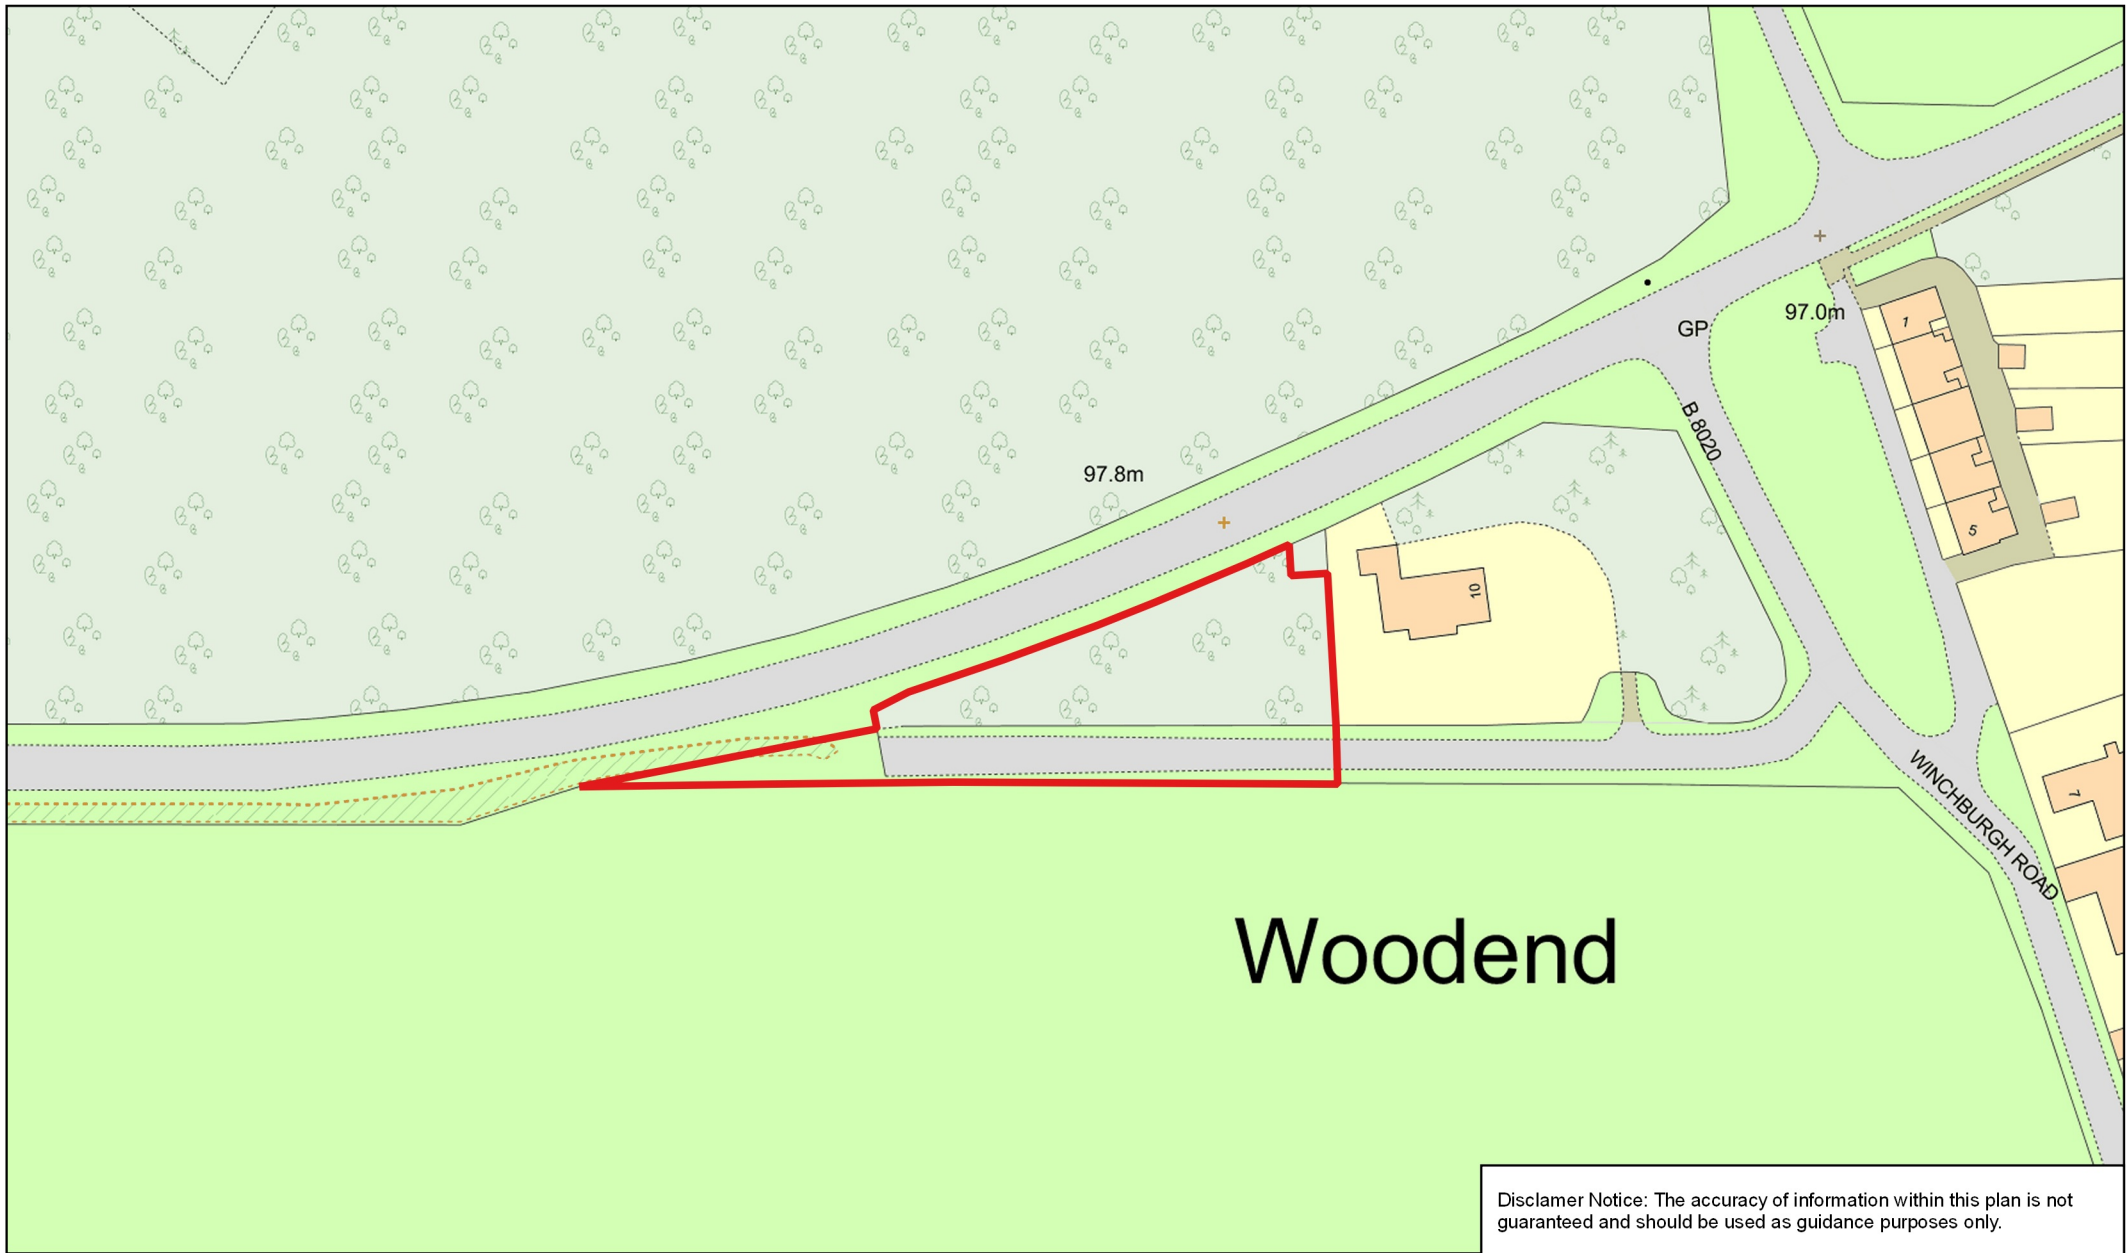 97.0m
GP
1
B 8020
97.8m
5
10
WINCHBURGH ROAD
7
Woodend
Disclamer Notice: The accuracy of information within this plan is not
guaranteed and should be used as guidance purposes only.